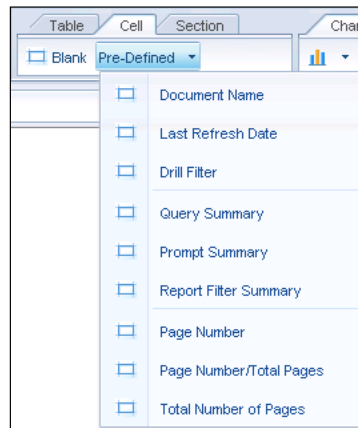 Table Cell Section Char
Blank Pre-Defined
Document Name
Last Refresh Date
Drill Filter
Query Summary
Prompt Summary
Report Filter Summary
Page Number
Page Number/Total Pages
Total Number of Pages